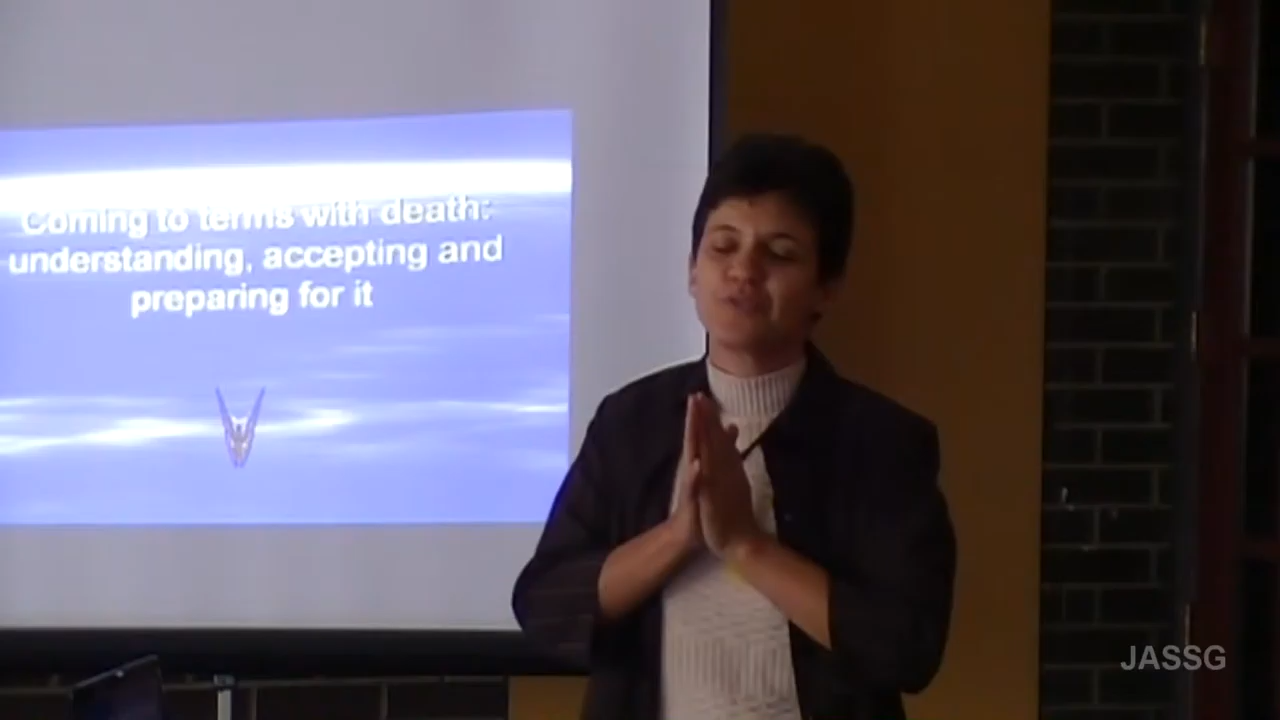 Coming to terms with death:
understanding, accepting and
preparing for it
JASSG